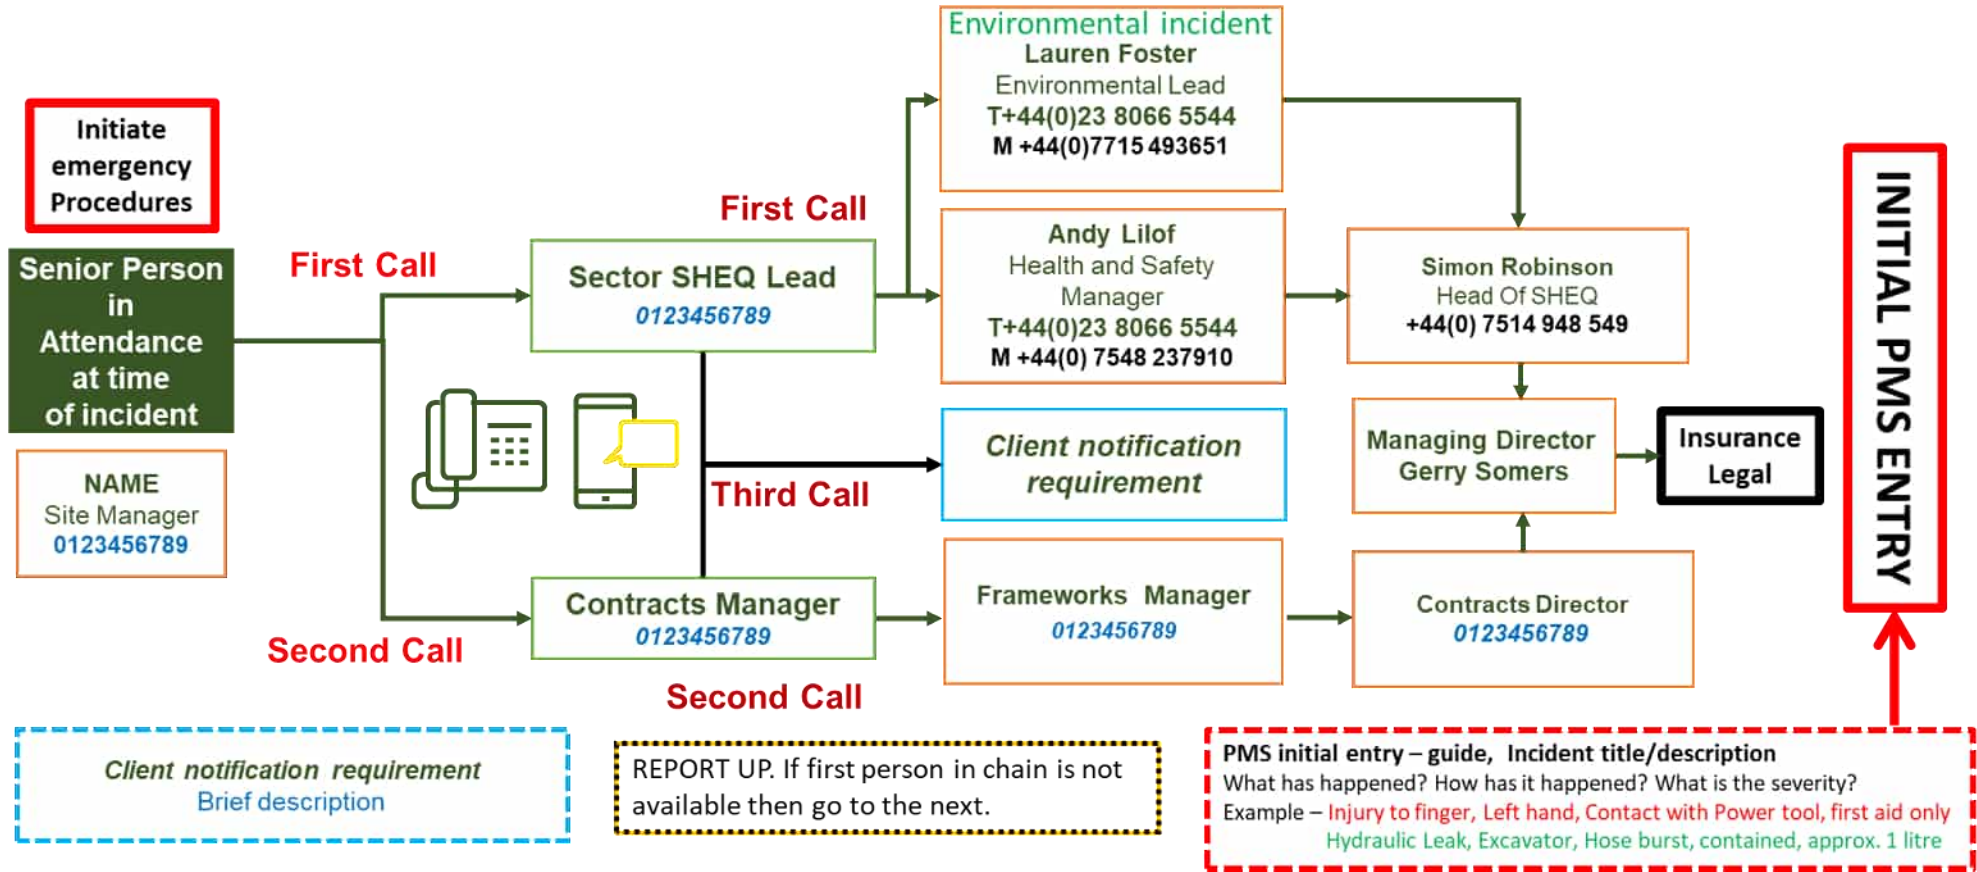 Initiate
emergency
Procedures
Senior Person
in
Attendance
at time
of incident
NAME
Site Manager
0123456789
First Call
Second Call
Sector SHEQ Lead
0123456789
Contracts Manager
0123456789
First Call
Third Call
Second Call
Environmental incident
Lauren Foster
Environmental Lead
T+44(0)23 8066 5544
M +44(0)7715 493651
Andy Lilof
Health and Safety
Manager
T+44(0)23 8066 5544
M +44(0) 7548 237910
Client notification
requirement
Frameworks Manager
0123456789
Simon Robinson
Head Of SHEQ
+44(0) 7514 948 549
Managing Director
Gerry Somers
Contracts Director
0123456789
Insurance
Legal
INITIAL PMS ENTRY
Client notification requirement
Brief description
REPORT UP. If first person in chain is not
available then go to the next.
PMS initial entry – guide, Incident title/description
What has happened? How has it happened? What is the severity?
Example – Injury to finger, Left hand, Contact with Power tool, first aid only
Hydraulic Leak, Excavator, Hose burst, contained, approx. 1 litre